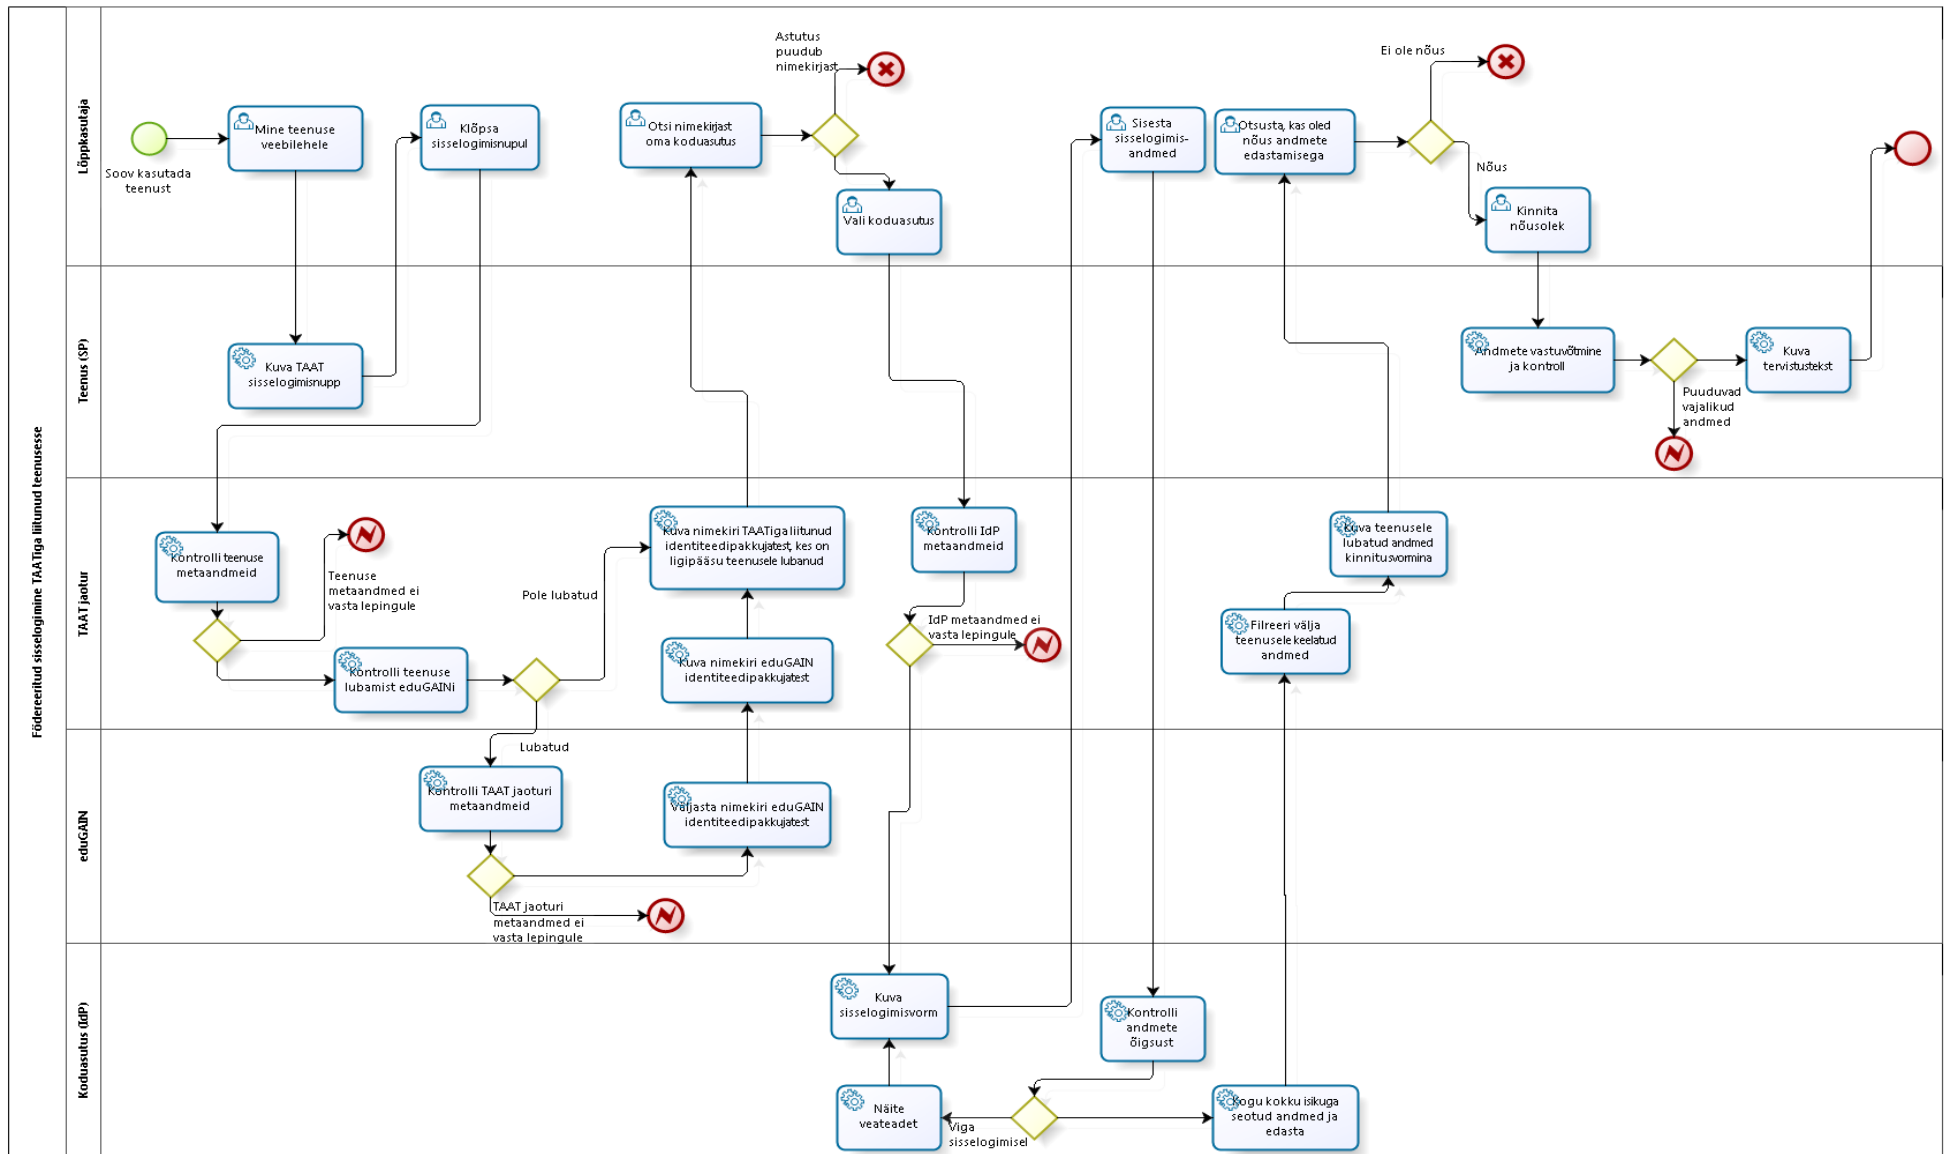 Födereeritud sisselogimine TAATiga liitunud teenusesse
Lõppkasutaja
Soov kasutada
teenust
Mine teenuse
veebilehele
Klõpsa
sisselogimisnupul
Otsi nimekirjast
oma koduasutus
Astutus
puudub
nimekirjast
Vali koduasutus
Sisesta
sisselogimis-
andmed
Otsusta, kas oled
nõus andmete
edastamisega
Ei ole nõus
Nõus
Kinnita
nõusolek
Teenus (SP)
Kuva TAAT
sisselogimisnupp
Andmete vastuvõtmine
ja kontroll
Puuduvad
vajalikud
andmed
Kuva
tervistustekst
TAAT jaotur
Kontrolli teenuse
metaandmeid
Teenuse
metaandmed ei
vasta lepingule
Kontrolli teenuse
lubamist eduGAINi
Pole lubatud
Lubatud
Kuva nimekiri TAATiga liitunud
identiteedipakkujatest, kes on
ligipääsu teenusele lubanud
Kuva nimekiri eduGAIN
identiteedipakkujatest
Kontrolli IdP
metaandmeid
IdP metaandmed ei
vasta lepingule
Kuva teenusele
lubatud andmed
kinnitusvormina
Filreeri välja
teenusele keelatud
andmed
eduGAIN
Kontrolli TAAT jaoturi
metaandmeid
TAAT jaoturi
metaandmed ei
vasta lepingule
Väljasta nimekiri eduGAIN
identiteedipakkujatest
Koduasutus (IdP)
Kuva
sisselogimisvorm
Näite
veateadet
Viga
sisselogimisel
Kontrolli
andmete
õigsust
Kogu kokku isikuga
seotud andmed ja
edasta